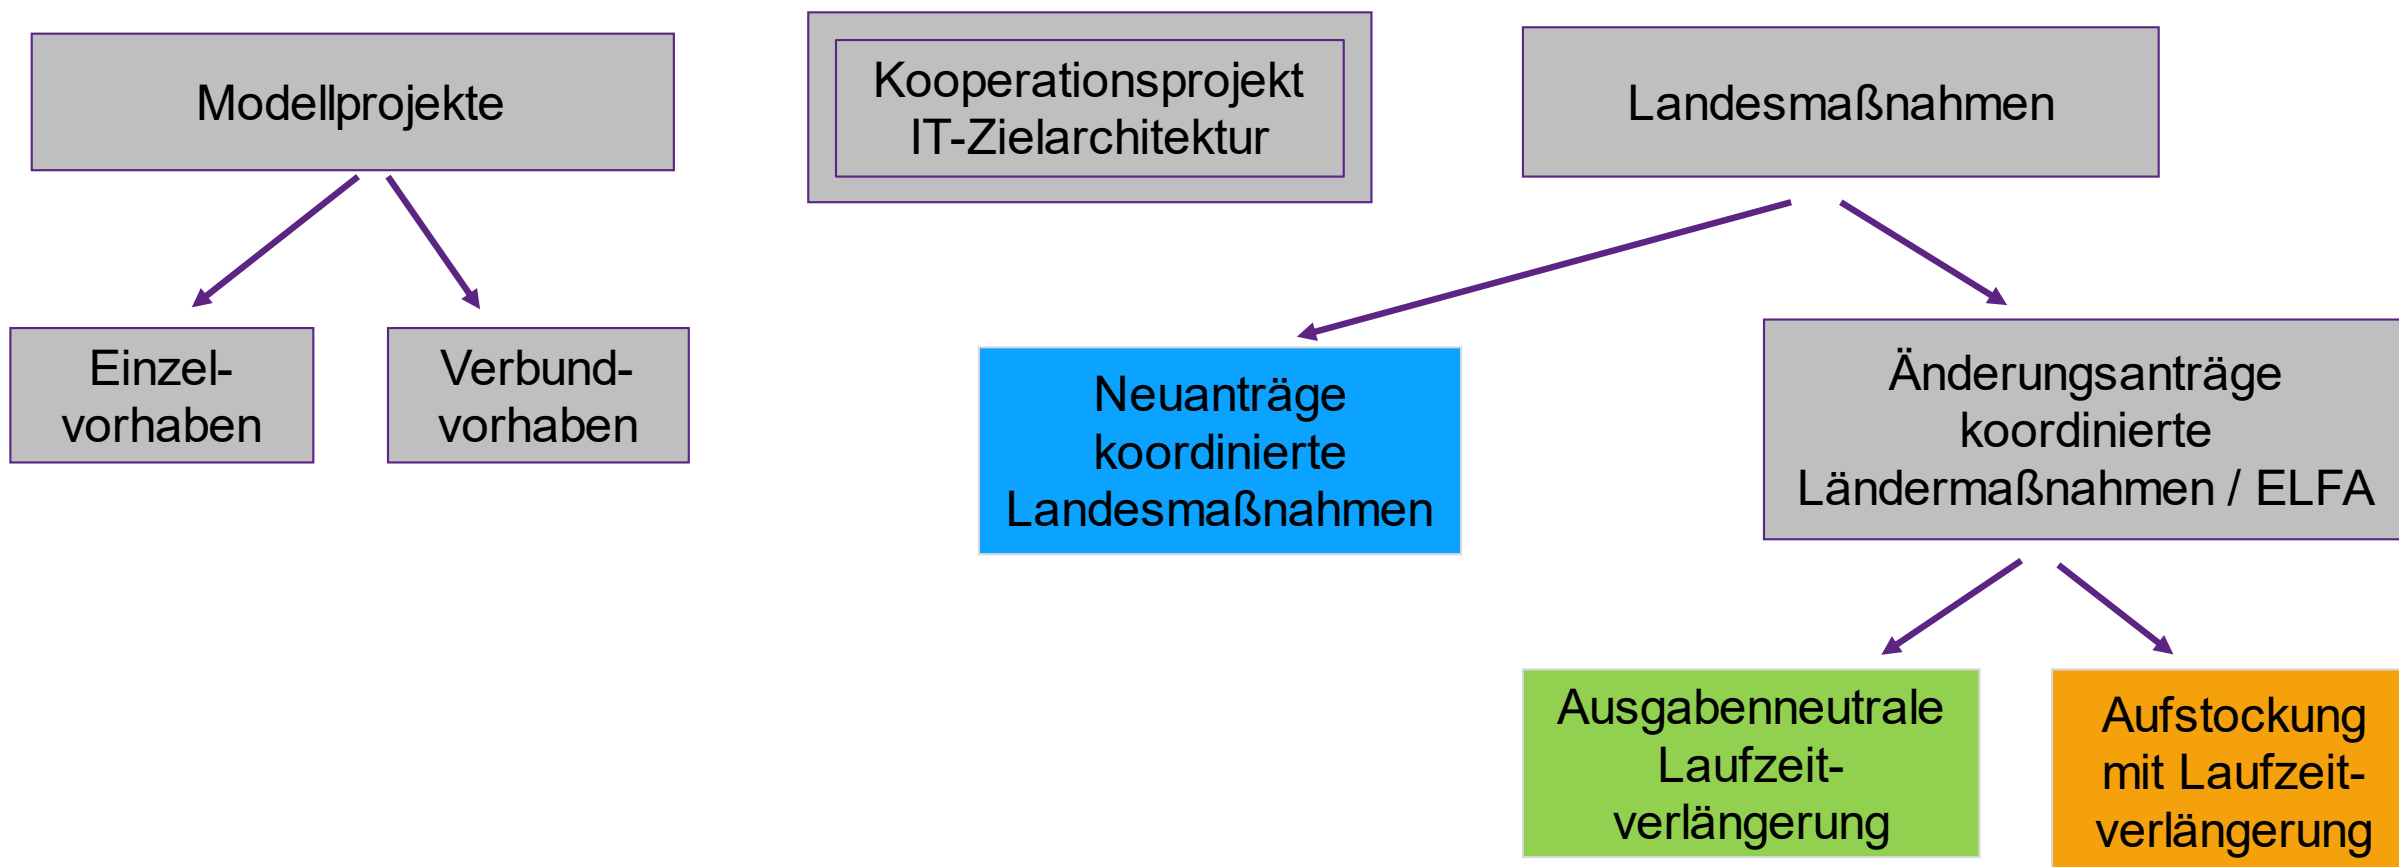 Modellprojekte
Kooperationsprojekt
IT-Zielarchitektur
Landesmaßnahmen
Einzel-
vorhaben
Verbund-
vorhaben
Neuanträge
koordinierte
Landesmaßnahmen
Änderungsanträge
koordinierte
Ländermaßnahmen / ELFA
Ausgabenneutrale
Laufzeit-
verlängerung
Aufstockung
mit Laufzeit-
verlängerung